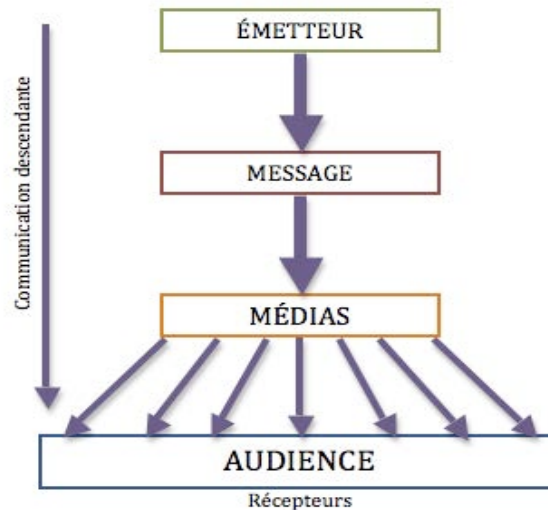 Communication descendante
ÉMETTEUR
MESSAGE
MÉDIAS
AUDIENCE
Récepteurs